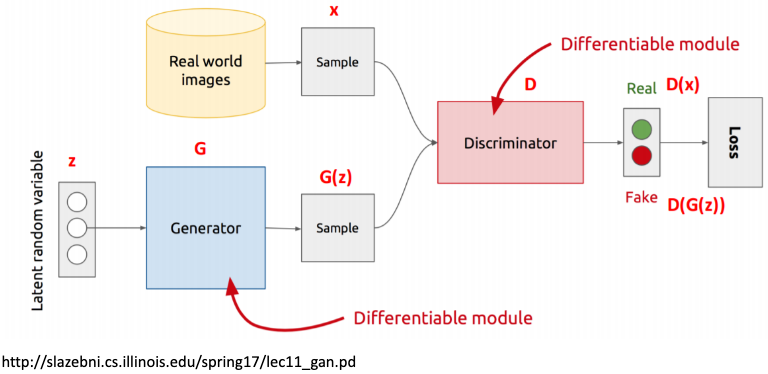 x
Differentiable module
Real world
images
Sample
D
Real D(x)
Discriminator
Loss
Latent random variable
z
G
G(z)
Generator
Sample
Fake D(G(z))
Differentiable module
http://slazebni.cs.illinois.edu/spring17/lec11_gan.pd